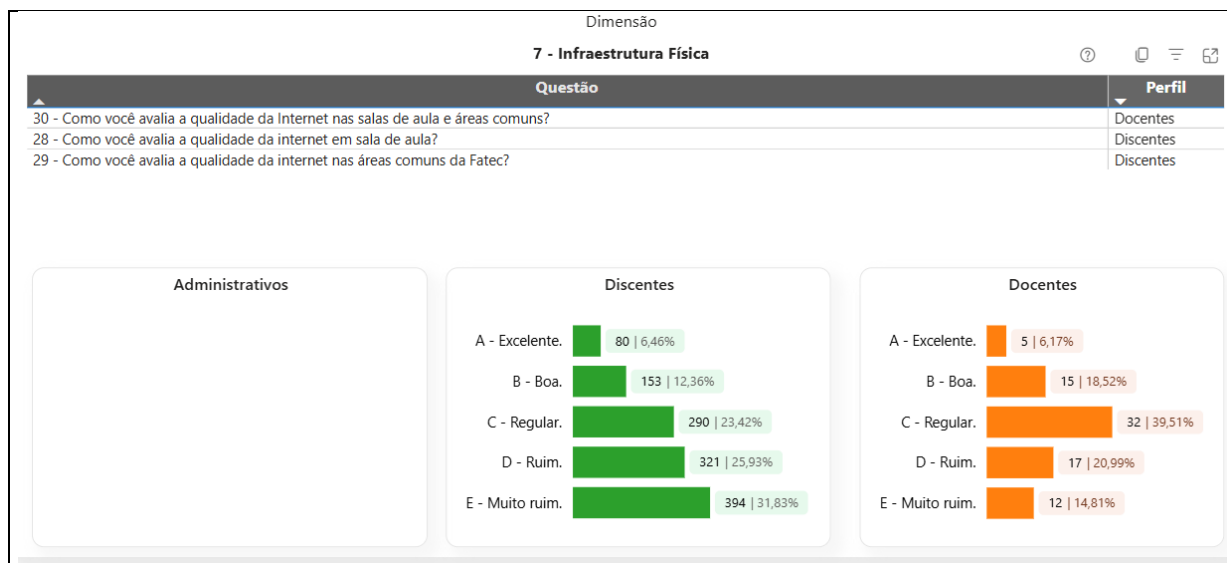 Dimensão
7 - Infraestrutura Física
Questão Perfil
30 - Como você avalia a qualidade da Internet nas salas de aula e áreas comuns? Docentes
28 - Como você avalia a qualidade da internet em sala de aula? Discentes
29 - Como você avalia a qualidade da internet nas áreas comuns da Fatec? Discentes
Administrativos
Discentes
A - Excelente. 80 | 6,46%
B - Boa. 153 | 12,36%
C - Regular. 290 | 23,42%
D - Ruim. 321 | 25,93%
E - Muito ruim. 394 | 31,83%
Docentes
A - Excelente. 5 | 6,17%
B - Boa. 15 | 18,52%
C - Regular. 32 | 39,51%
D - Ruim. 17 | 20,99%
E - Muito ruim. 12 | 14,81%